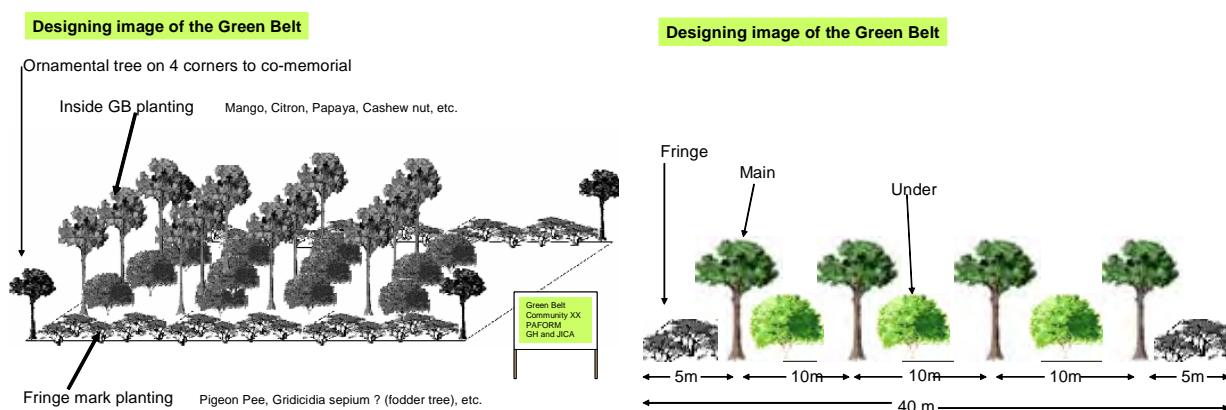 Designing image of the Green Belt
Ornamental tree on 4 corners to co-memorial
Inside GB planting
Mango, Citron, Papaya, Cashew nut, etc.
Green Belt
Community XX
PAFORM
GH and JICA
Fringe mark planting
Pigeon Pee, Gridicidia sepium ? (fodder tree), etc.
Designing image of the Green Belt
Fringe
Main
Under
5m
10m
10m
10m
5m
40 m